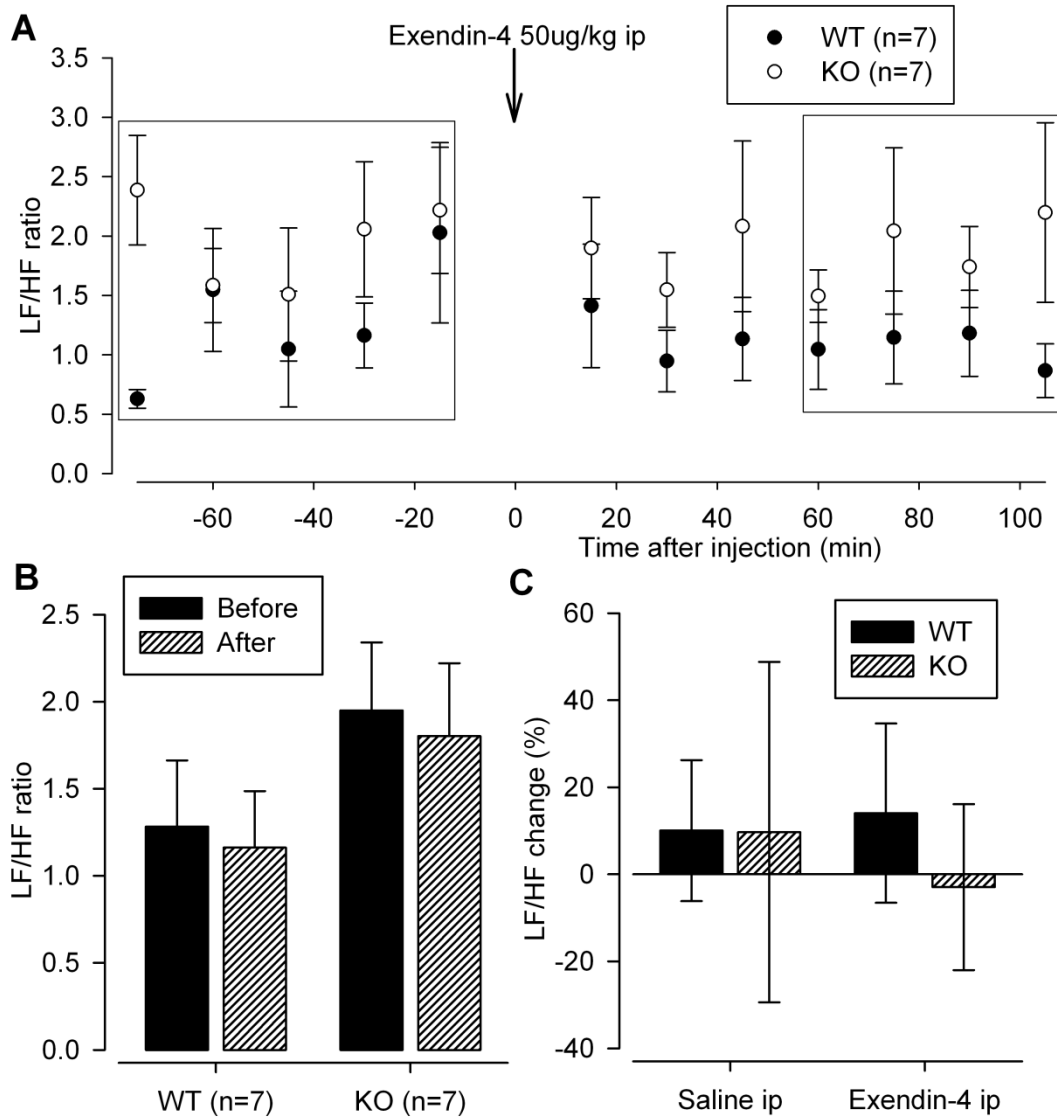 A
Exendin-4 50ug/kg ip
WT (n=7)
KO (n=7)
3.5
3.0
2.5
2.0
1.5
1.0
0.5
0.0
LF/HF ratio
-60 -40 -20 0 20 40 60 80 100
Time after injection (min)
B
Before
After
2.5
2.0
1.5
1.0
0.5
0.0
LF/HF ratio
WT (n=7) KO (n=7)
C
WT
KO
60
40
20
0
-20
-40
LF/HF change (%)
Saline ip Exendin-4 ip